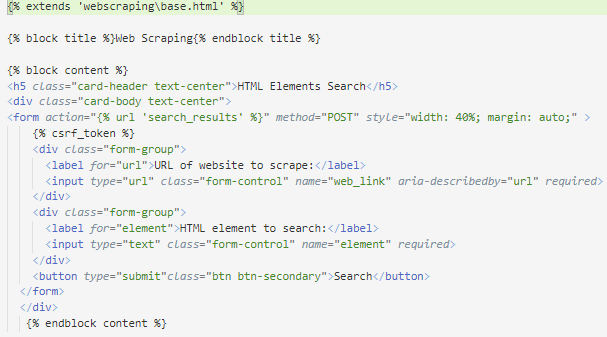 {% extends 'webscraping\base.html' %}
{% block title %}Web Scraping{% endblock title %}
{% block content %}
<h5 class="card-header text-center">HTML Elements Search</h5>
<div class="card-body text-center">
<form action="{% url 'search_results' %}" method="POST" style="width: 40%; margin: auto;" >
{% csrf_token %}
<div class="form-group">
<label for="url">URL of website to scrape:</label>
<input type="url" class="form-control" name="web_link" aria-describedby="url" required>
</div>
<div class="form-group">
<label for="element">HTML element to search:</label>
<input type="text" class="form-control" name="element" required>
</div>
<button type="submit"class="btn btn-secondary">Search</button>
</form>
</div>
{% endblock content %}